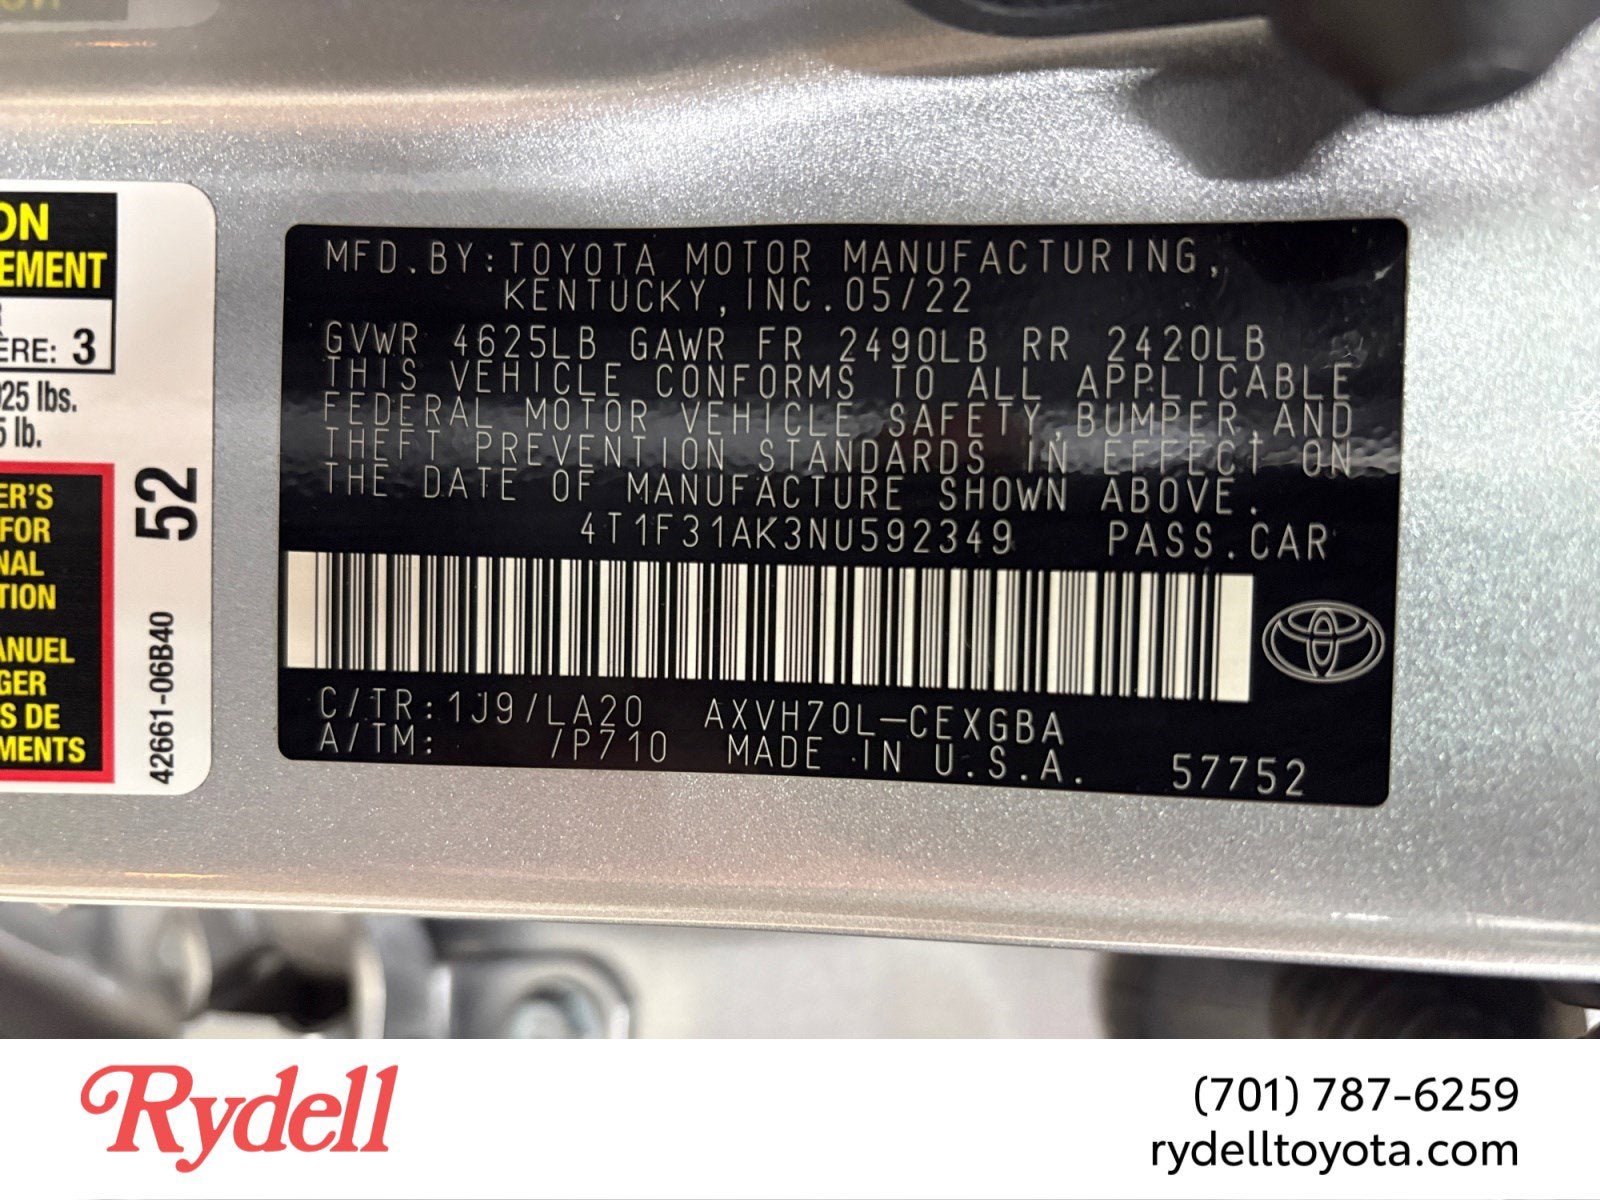 ON
EMENT
ÈRE: 3
025 lbs.
5 lb.
ER'S
FOR
NAL
TION
ANUEL
GER
S DE
MENTS
52
42661-06B40
MFD.BY:TOYOTA MOTOR MANUFACTURING,
KENTUCKY, INC.05/22
GVWR 4625LB GAWR FR 2490LB RR 2420LB
THIS VEHICLE CONFORMS TO ALL APPLICABLE
FEDERAL MOTOR VEHICLE SAFETY,BUMPER,AND
THEFT PREVENTION STANDARDS IN EFFECT ON
THE DATE OF MANUFACTURE SHOWN ABOVE.
4T1F31AK3NU592349 PASS.CAR
C/TR:1J9/LA20 AXVH70L-CEXGBA
A/TM: /P710 MADE IN U.S.A. 57752
Rydell
(701) 787-6259
rydelltoyota.com